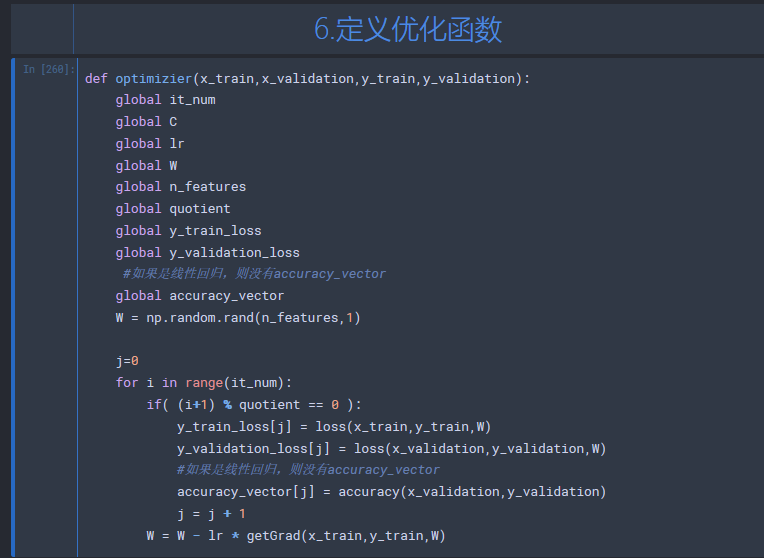 6.定义优化函数
In [260]:
def optimizier(x_train,x_validation,y_train,y_validation):
    global it_num
    global C
    global lr
    global W
    global n_features
    global quotient
    global y_train_loss
    global y_validation_loss
     #如果是线性回归，则没有accuracy_vector
    global accuracy_vector
    W = np.random.rand(n_features,1)

    j=0
    for i in range(it_num):
        if( (i+1) % quotient == 0 ):
            y_train_loss[j] = loss(x_train,y_train,W)
            y_validation_loss[j] = loss(x_validation,y_validation,W)
            #如果是线性回归，则没有accuracy_vector
            accuracy_vector[j] = accuracy(x_validation,y_validation)
            j = j + 1
        W = W - lr * getGrad(x_train,y_train,W)